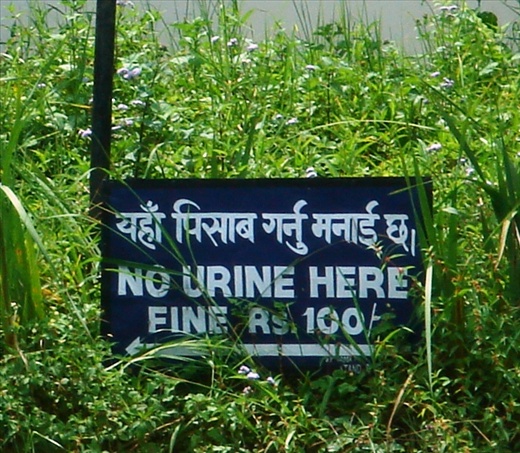 यहाँ पिसाब गर्नु मनाई छ।
NO URINE HERE
FINE RS. 100/-